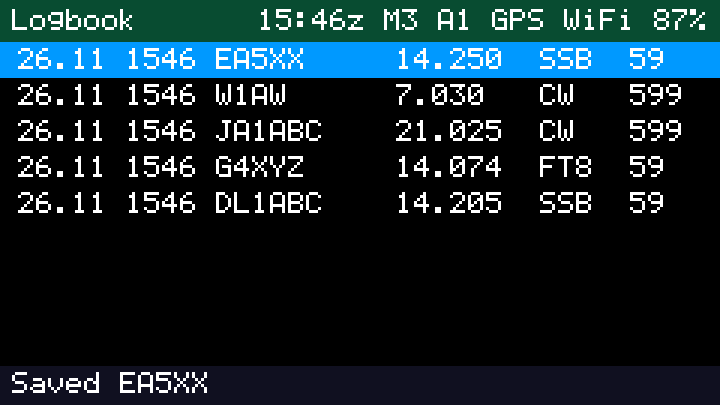 Logbook 15:46z M3 A1 GPS WiFi 87%
26.11 1546 EA5XX 14.250 SSB 59
26.11 1546 W1AW 7.030 CW 599
26.11 1546 JA1ABC 21.025 CW 599
26.11 1546 G4XYZ 14.074 FT8 59
26.11 1546 DL1ABC 14.205 SSB 59
Saved EA5XX